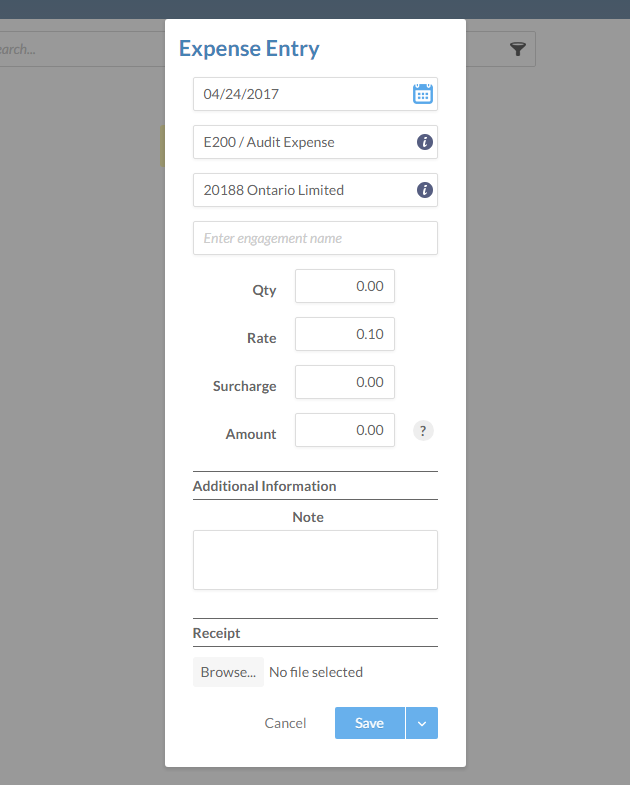 earch...
Expense Entry
04/24/2017
E200 / Audit Expense
i
20188 Ontario Limited
i
Enter engagement name
Qty 0.00
Rate 0.10
Surcharge 0.00
Amount 0.00 ?
Additional Information
Note
Receipt
Browse... No file selected
Cancel Save